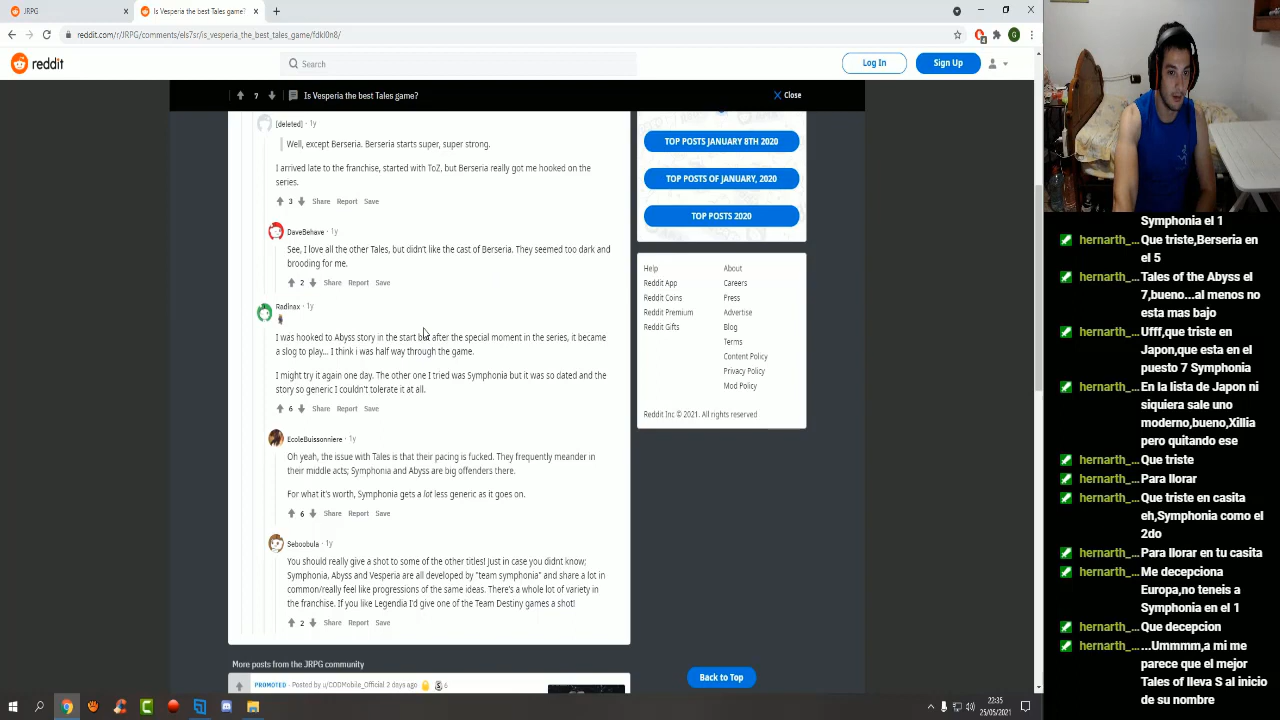 JRPG
Is Vesperia the best Tales game?
reddit.com/r/JRPG/comments/els7sr/is_vesperia_the_best_tales_game/fdkl0n8/
G
reddit
Search
Log In
Sign Up
7
Is Vesperia the best Tales game?
Close
[deleted] · 1y
Well, except Berseria. Berseria starts super, super strong.
I arrived late to the franchise, started with ToZ, but Berseria really got me hooked on the
series.
3 Share Report Save
DaveBehave · 1y
See, I love all the other Tales, but didn't like the cast of Berseria. They seemed too dark and
brooding for me.
2 Share Report Save
Radinax · 1y
I was hooked to Abyss story in the start but after the special moment in the series, it became
a slog to play... I think i was half way through the game.
I might try it again one day. The other one I tried was Symphonia but it was so dated and the
story so generic I couldn't tolerate it at all.
6 Share Report Save
EcoleBuissonniere · 1y
Oh yeah, the issue with Tales is that their pacing is fucked. They frequently meander in
their middle acts; Symphonia and Abyss are big offenders there.
For what it's worth, Symphonia gets a lot less generic as it goes on.
6 Share Report Save
Seboobula · 1y
You should really give a shot to some of the other titles! Just in case you didnt know;
Symphonia, Abyss and Vesperia are all developed by "team symphonia" and share a lot in
common/really feel like progressions of the same ideas. There's a whole lot of variety in
the franchise. If you like Legendia I'd give one of the Team Destiny games a shot!
2 Share Report Save
More posts from the JRPG community
PROMOTED · Posted by u/CODMobile_Official 2 days ago 6
TOP POSTS JANUARY 8TH 2020
TOP POSTS OF JANUARY, 2020
TOP POSTS 2020
Help
Reddit App
Reddit Coins
Reddit Premium
Reddit Gifts
About
Careers
Press
Advertise
Blog
Terms
Content Policy
Privacy Policy
Mod Policy
Reddit Inc © 2021. All rights reserved
Back to Top
Symphonia el 1
hernarth_... Que triste,Berseria en
el 5
hernarth_... Tales of the Abyss el
7,bueno...al menos no
esta mas bajo
hernarth_... Ufff,que triste en
Japon,que esta en el
puesto 7 Symphonia
hernarth_... En la lista de Japon ni
siquiera sale uno
moderno,bueno,Xillia
pero quitando ese
hernarth_... Que triste
hernarth_... Para llorar
hernarth_... Que triste en casita
eh,Symphonia como el
2do
hernarth_... Para llorar en tu casita
hernarth_... Me decepciona
Europa,no teneis a
Symphonia en el 1
hernarth_... Que decepcion
hernarth_... ...Ummmm,a mi me
parece que el mejor
Tales of lleva S al inicio
de su nombre
22:35
25/05/2021